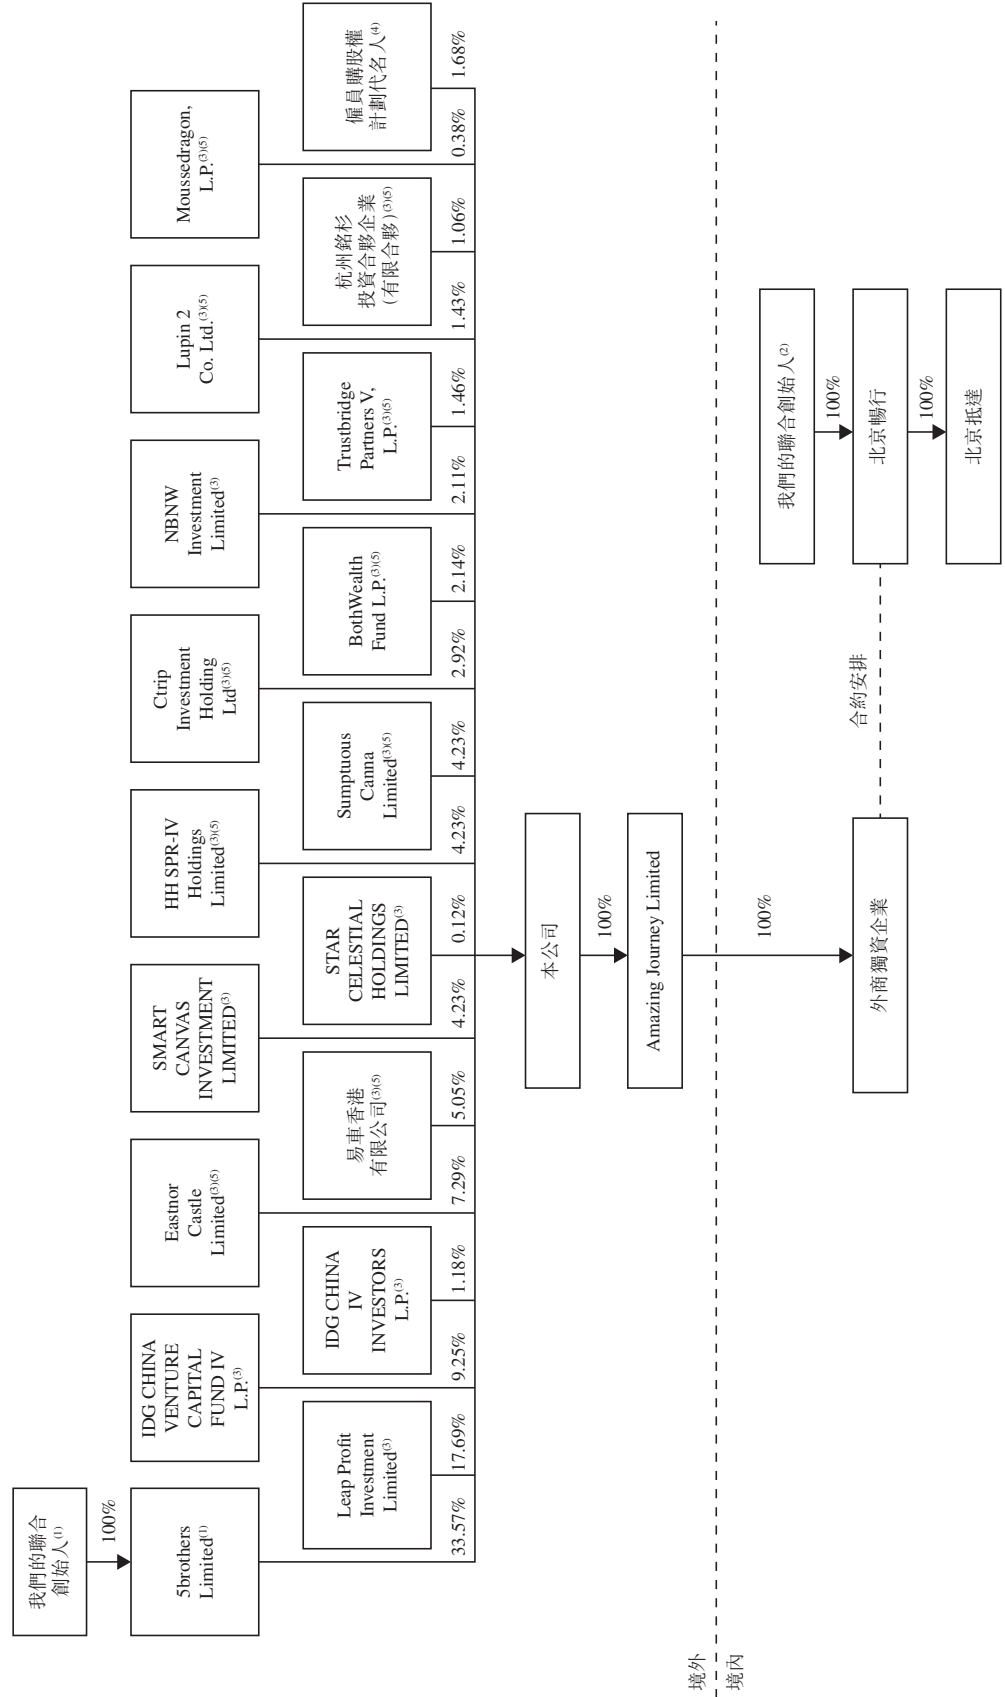 我們的聯合
創始人(1)
100%
5brothers
Limited(1)
IDG CHINA
VENTURE
CAPITAL
FUND IV
L.P.(3)
Eastnor
Castle
Limited(3)(5)
SMART
CANVAS
INVESTMENT
LIMITED(3)
HH SPR-IV
Holdings
Limited(3)(5)
Ctrip
Investment
Holding
Ltd(3)(5)
NBNW
Investment
Limited(3)
Lupin 2
Co. Ltd.(3)(5)
Moussedragon,
L.P.(3)(5)
Leap Profit
Investment
Limited(3)
IDG CHINA
IV
INVESTORS
L.P.(3)
易車香港
有限公司(3)(5)
STAR
CELESTIAL
HOLDINGS
LIMITED(3)
Sumptuous
Canna
Limited(3)(5)
BothWealth
Fund L.P.(3)(5)
Trustbridge
Partners V,
L.P.(3)(5)
杭州銘杉
投資合夥企業
(有限合夥)(3)(5)
僱員購股權
計劃代名人(4)
33.57%
17.69%
9.25%
1.18%
7.29%
5.05%
4.23%
0.12%
4.23%
4.23%
2.92%
2.14%
2.11%
1.46%
1.43%
1.06%
0.38%
1.68%
本公司
100%
Amazing Journey Limited
境外
境內
100%
我們的聯合創始人(2)
100%
外商獨資企業
合約安排
北京暢行
100%
北京抵達